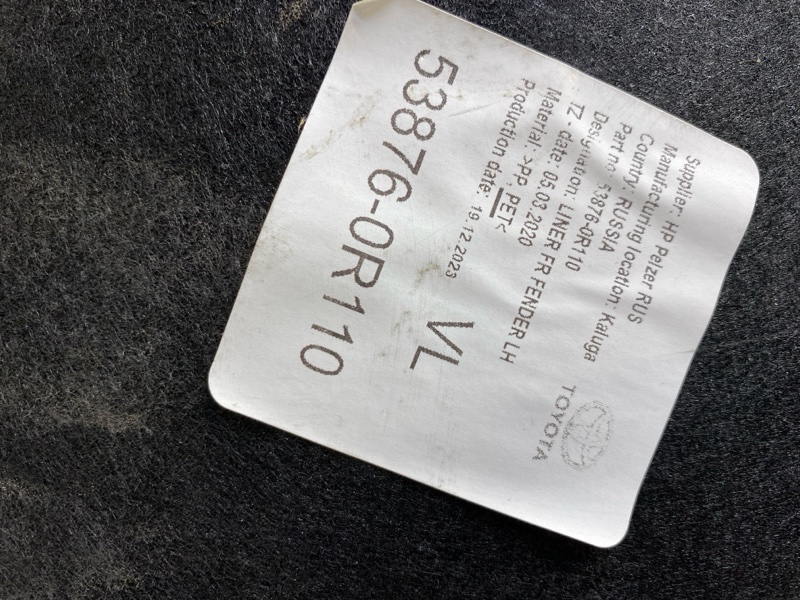 Supplier: HP Pelzer RUS
Manufacturing location: Kaluga
Country: RUSSIA
Part no: 53876-0R110
Designation: LINER FR FENDER LH
TZ- date: 05.03.2020
Material: >PP, PET<
Production date: 19.12.2023
TOYOTA
VL
53876-0R110